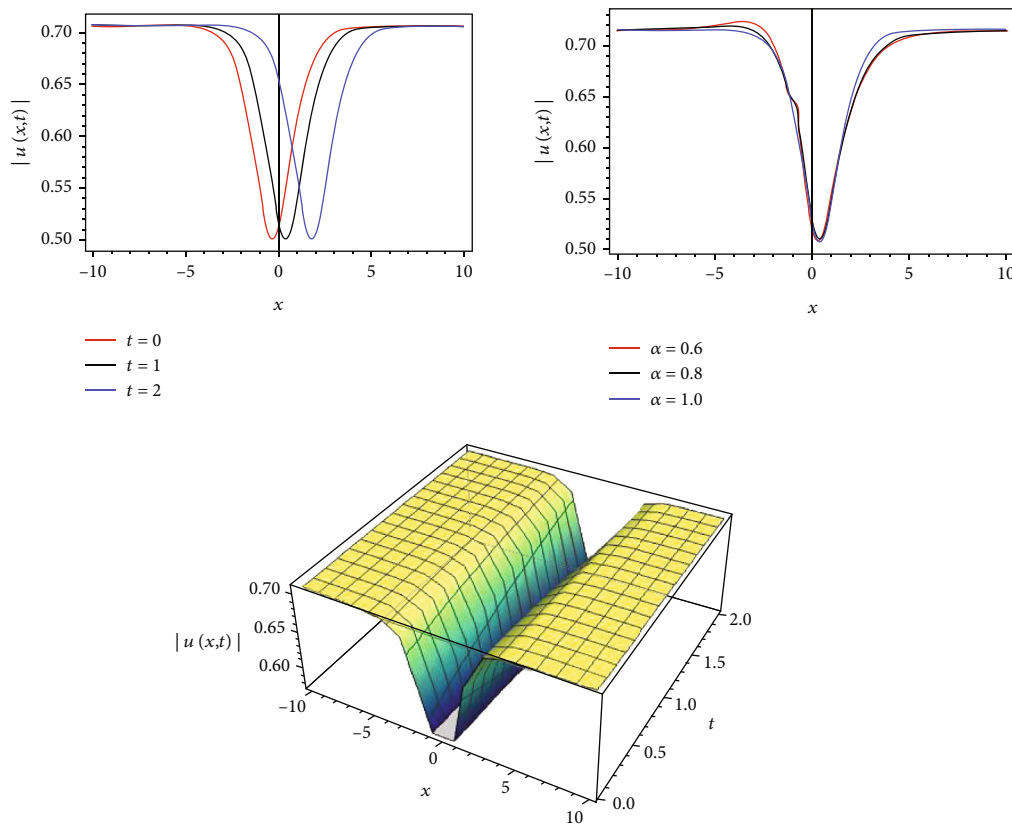 0.70
0.65
0.60
0.55
0.50
| u (x,t) |
–10
–5
0
5
10
x
t = 0
t = 1
t = 2
0.70
0.65
0.60
0.55
0.50
| u (x,t) |
–10
–5
0
5
10
x
α = 0.6
α = 0.8
α = 1.0
0.70
0.65
0.60
| u (x,t) |
–10
–5
0
5
10
x
0.0
0.5
1.0
1.5
2.0
t